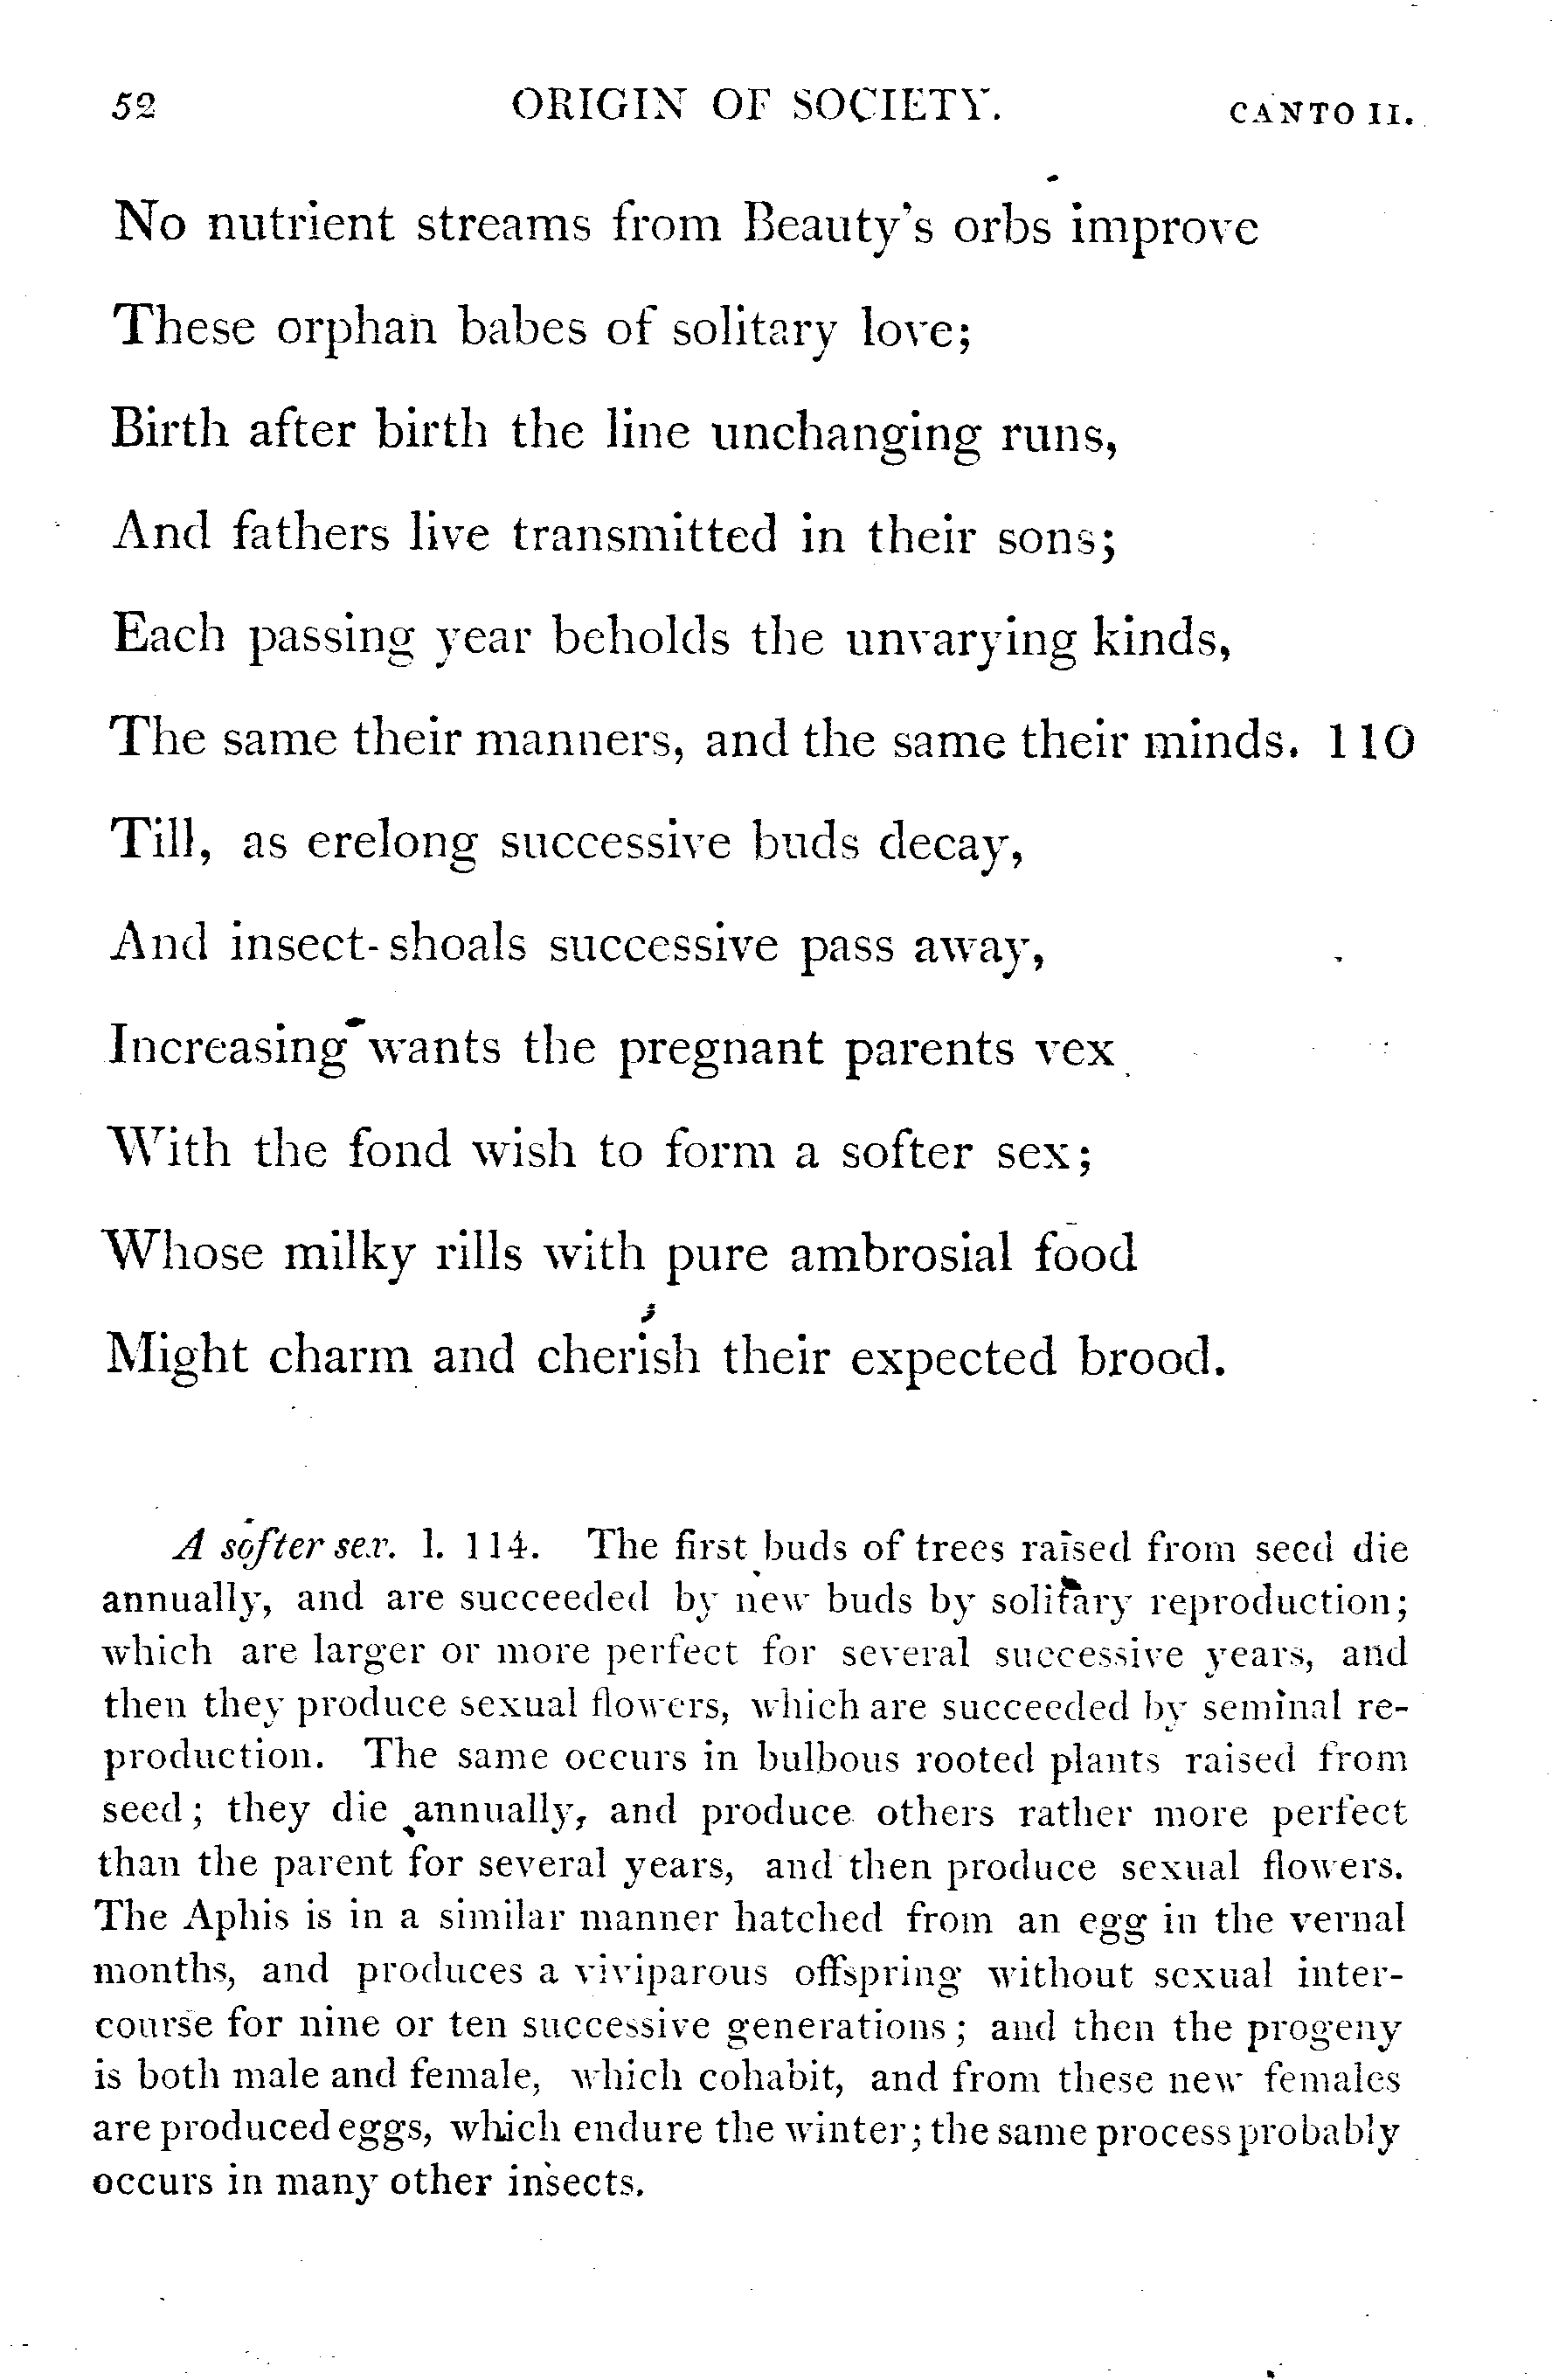 52 ORIGIN OF SOCIETY. CANTO II.
No nutrient streams from Beauty's orbs improve
These orphan babes of solitary love;
Birth after birth the line unchanging runs,
And fathers live transmitted in their sons;
Each passing year beholds the unvarying kinds,
The same their manners, and the same their minds. 110
Till, as erelong successive buds decay,
And insect-shoals successive pass away,
Increasing wants the pregnant parents vex
With the fond wish to form a softer sex;
Whose milky rills with pure ambrosial food
Might charm and cherish their expected brood.
A softer sex. l. 114. The first buds of trees raised from seed die
annually, and are succeeded by new buds by solitary reproduction;
which are larger or more perfect for several successive years, and
then they produce sexual flowers, which are succeeded by seminal re-
production. The same occurs in bulbous rooted plants raised from
seed; they die annually, and produce others rather more perfect
than the parent for several years, and then produce sexual flowers.
The Aphis is in a similar manner hatched from an egg in the vernal
months, and produces a viviparous offspring without sexual inter-
course for nine or ten successive generations; and then the progeny
is both male and female, which cohabit, and from these new females
are produced eggs, which endure the winter; the same process probably
occurs in many other insects.